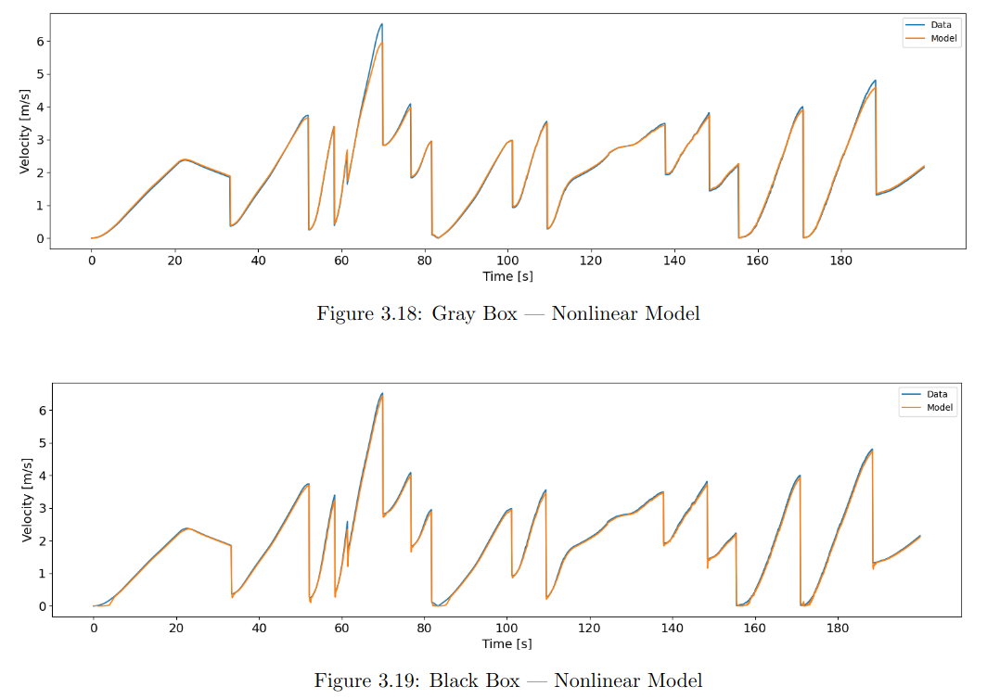 Data
Model
6
5
4
3
2
1
0
Velocity [m/s]
0 20 40 60 80 100 120 140 160 180
Time [s]
Figure 3.18: Gray Box — Nonlinear Model
Data
Model
6
5
4
3
2
1
0
Velocity [m/s]
0 20 40 60 80 100 120 140 160 180
Time [s]
Figure 3.19: Black Box — Nonlinear Model